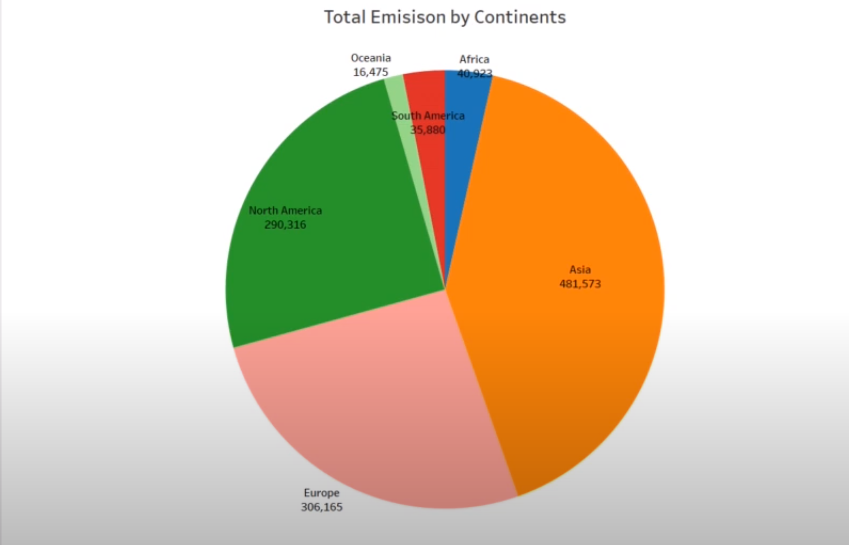 Total Emisison by Continents
Oceania
16,475
Africa
40,923
South America
35,880
North America
290,316
Asia
481,573
Europe
306,165